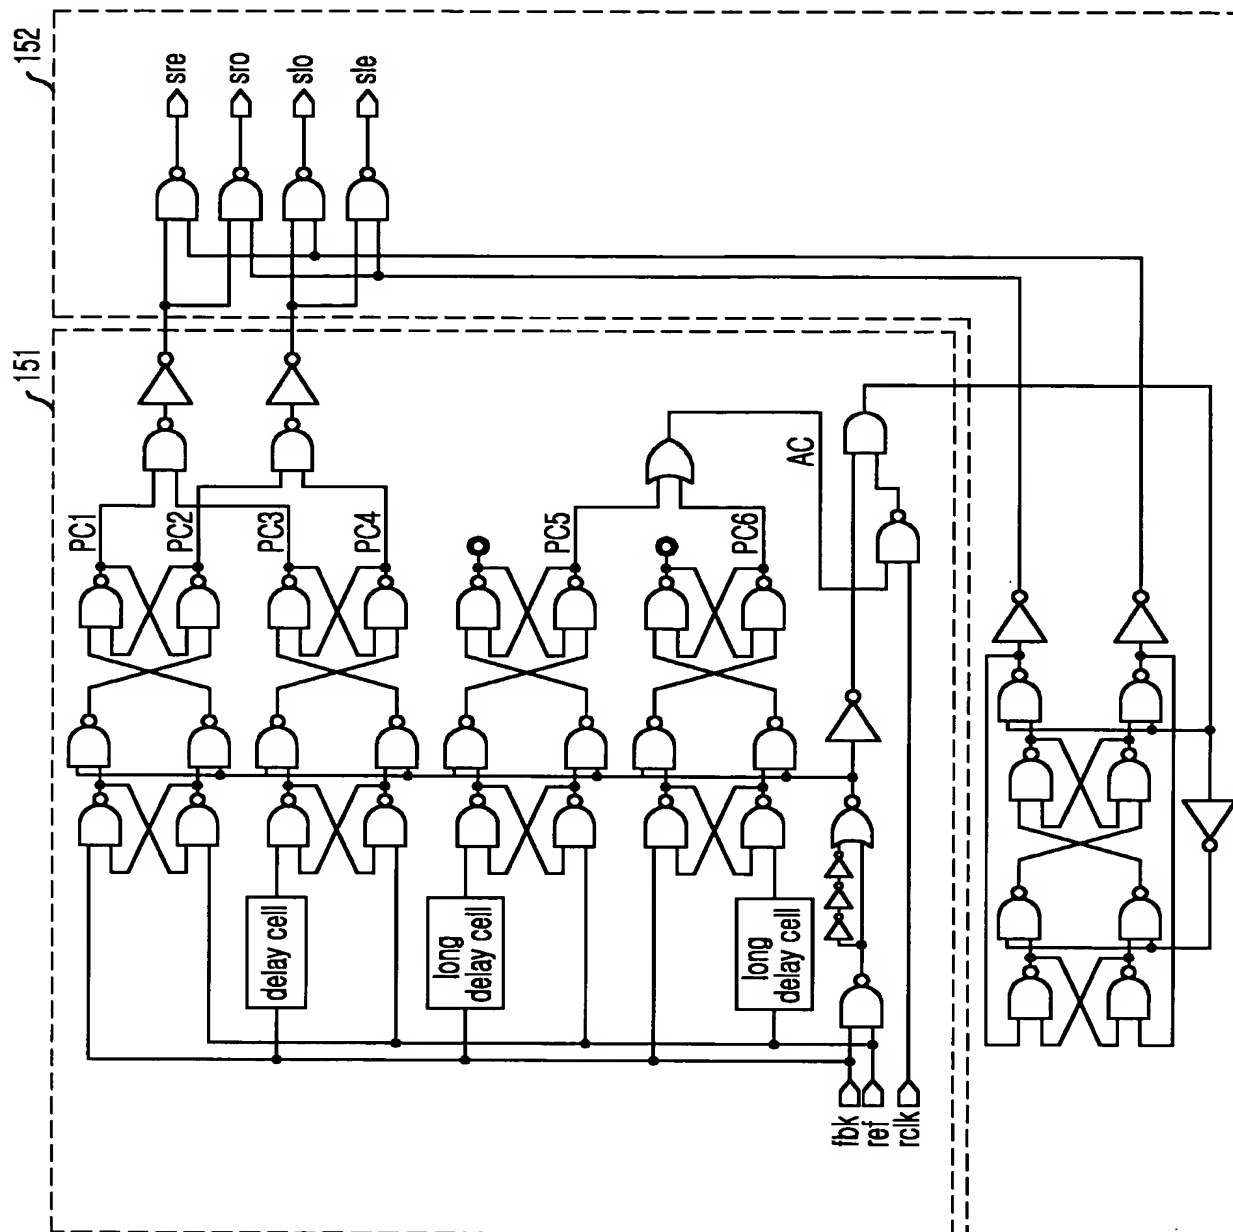 151
152
PC1
PC2
PC3
PC4
PC5
PC6
AC
sre
sro
slo
sle
delay cell
long
delay cell
long
delay cell
fbk
ref
rclk